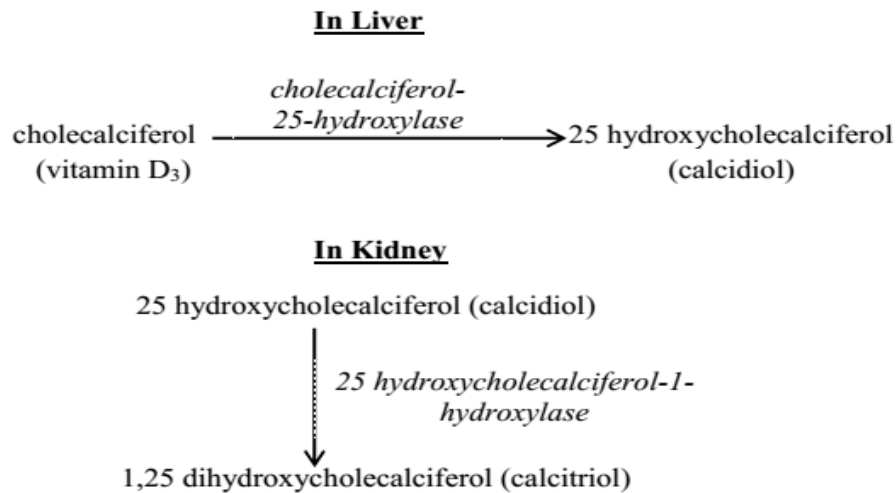 In Liver
cholecalciferol-
25-hydroxylase
cholecalciferol 25 hydroxycholecalciferol
(vitamin D₃) (calcidiol)
In Kidney
25 hydroxycholecalciferol (calcidiol)
25 hydroxycholecalciferol-1-
hydroxylase
1,25 dihydroxycholecalciferol (calcitriol)